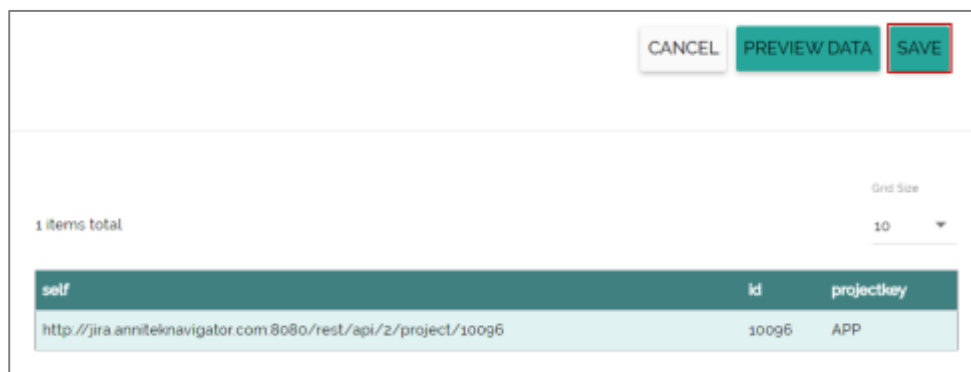 CANCEL PREVIEW DATA SAVE
Grid Size
1 items total
10
self id projectkey
http://jira.anniteknavigator.com:8080/rest/api/2/project/10096 10096 APP